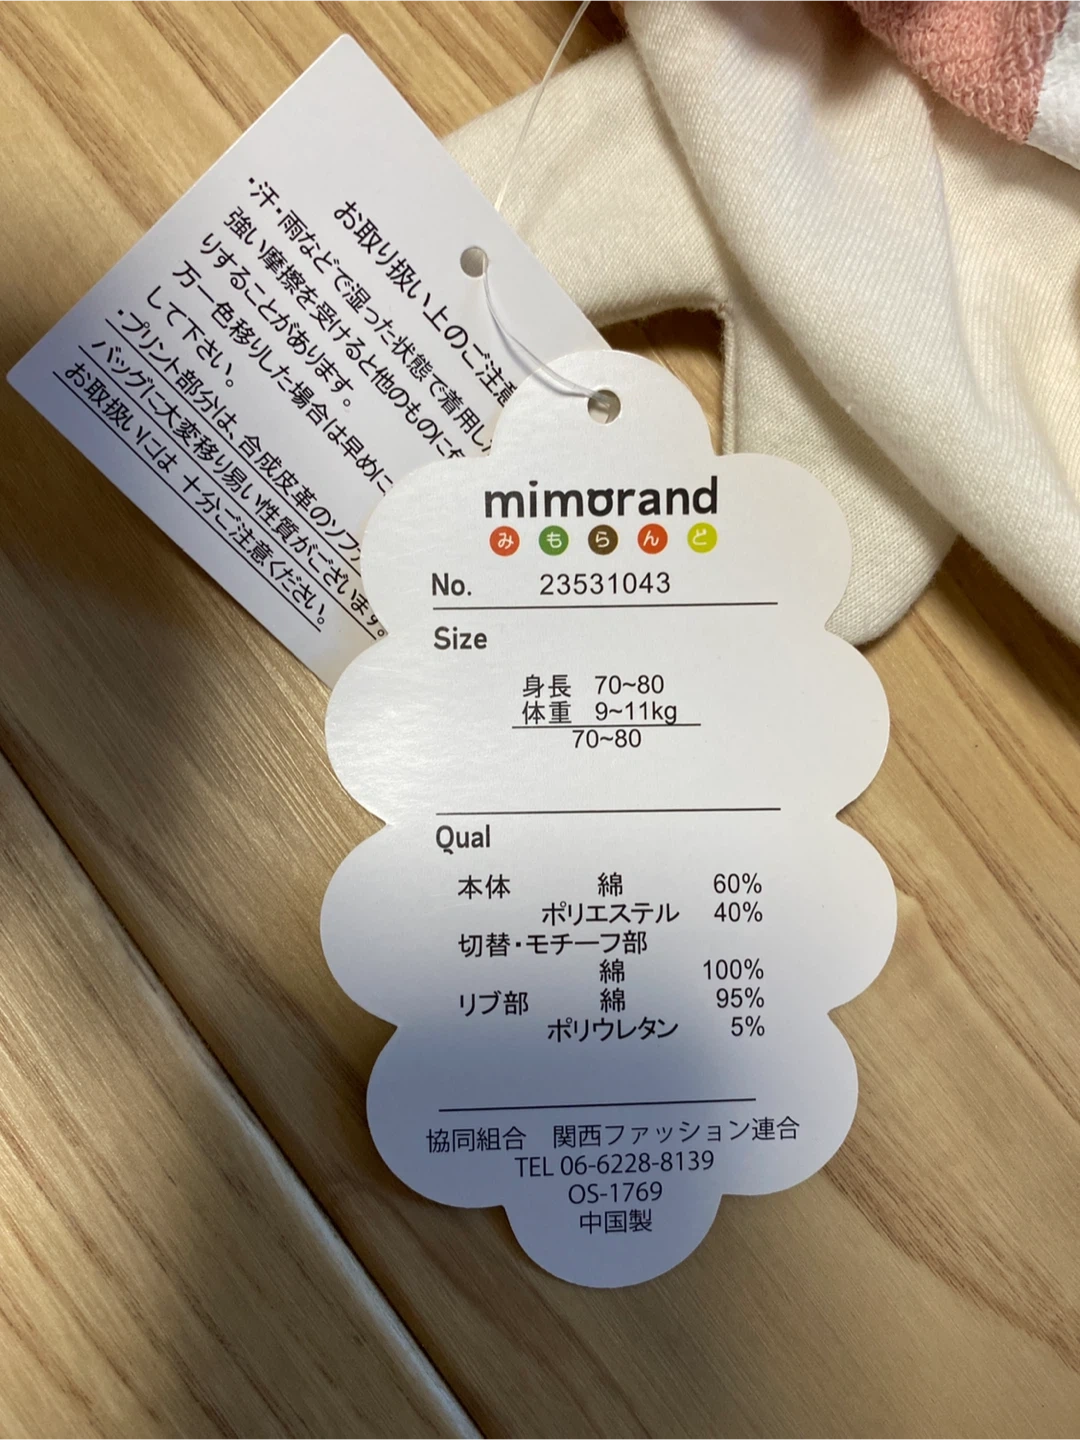 お取り扱い上のご注意
・汗・雨などで湿った状態で着用し
強い摩擦を受けると他のものに
りすることがあります。
万一色移りした場合は早めに
して下さい。
・プリント部分は、合成皮革のソファ
バッグに大変移り易い性質がございます。
お取扱いには十分ご注意ください。
mimorand
みもらんど
No. 23531043
Size
身長 70~80
体重 9~11kg
70~80
Qual
本体 綿 60%
ポリエステル 40%
切替・モチーフ部
綿 100%
リブ部 綿 95%
ポリウレタン 5%
協同組合 関西ファッション連合
TEL 06-6228-8139
OS-1769
中国製